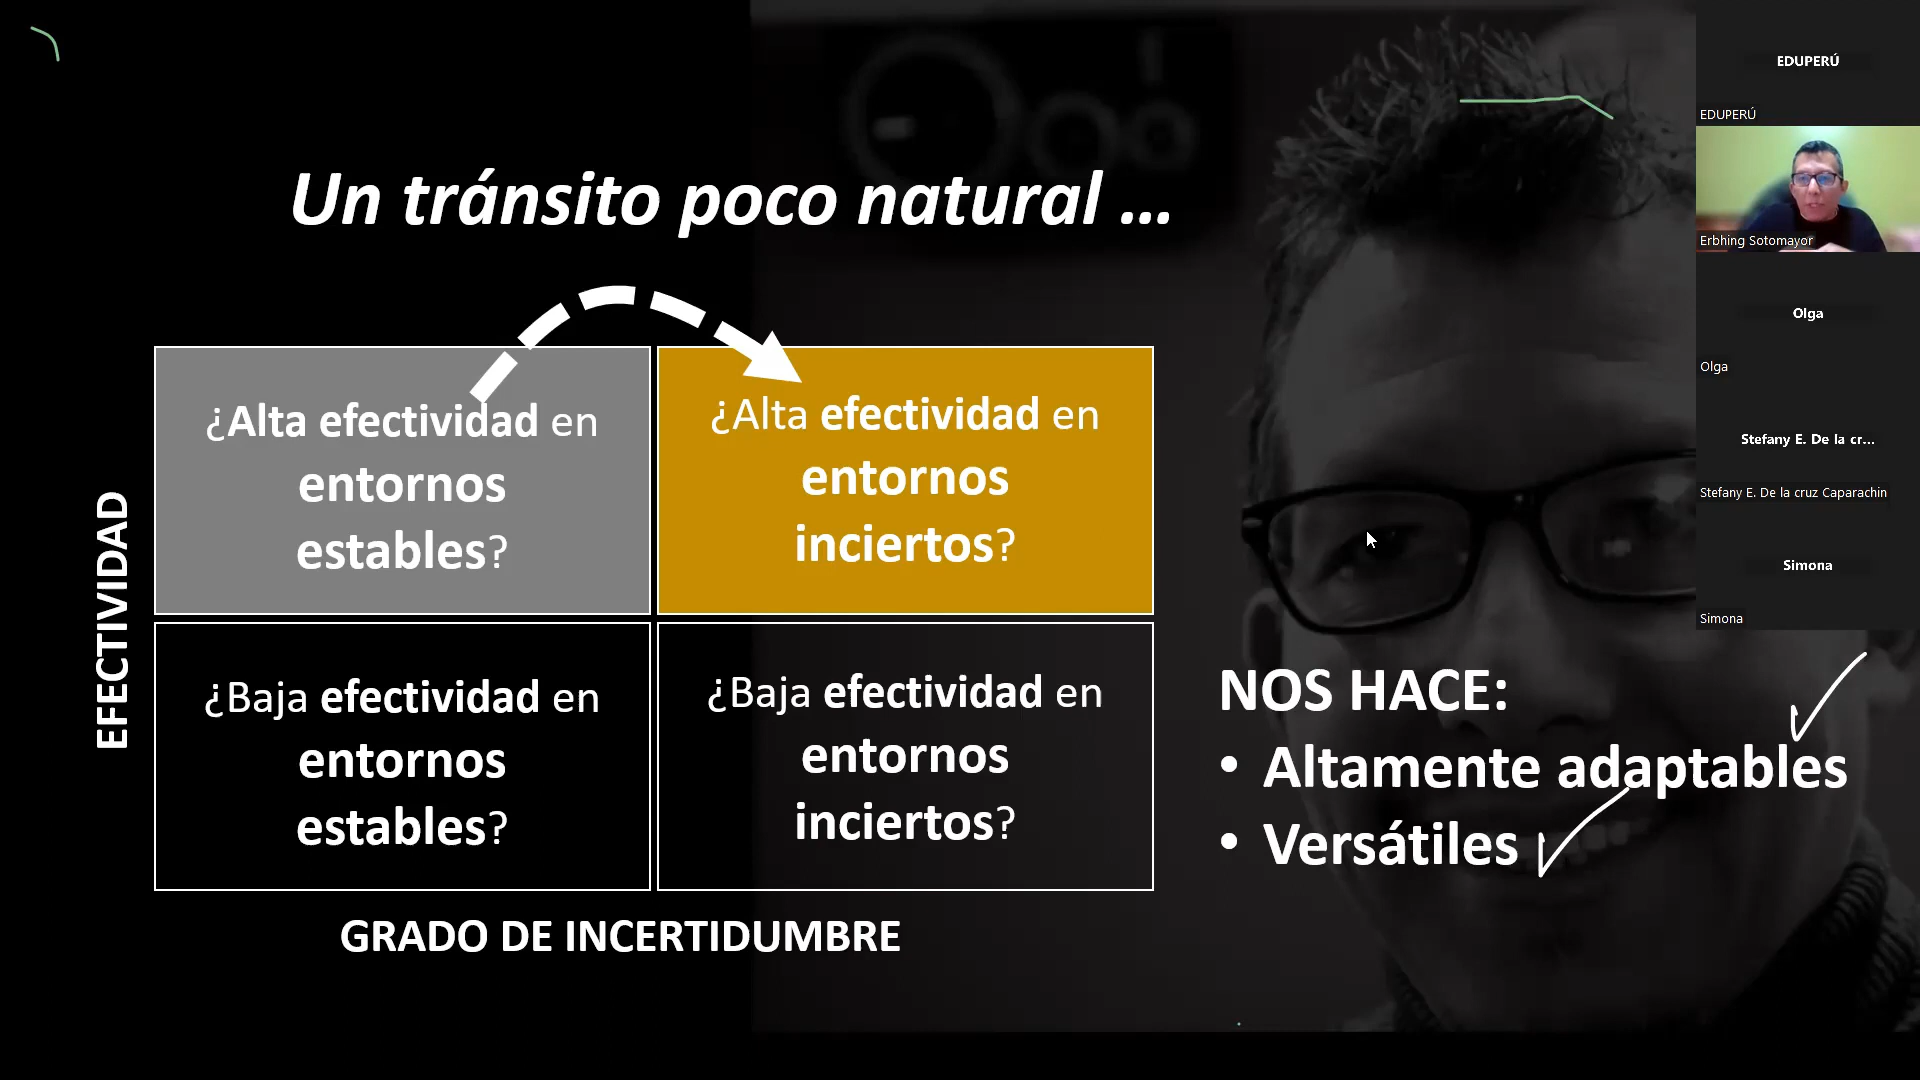 Un tránsito poco natural ...
EFECTIVIDAD
¿Alta efectividad en
entornos
estables?
¿Alta efectividad en
entornos
inciertos?
¿Baja efectividad en
entornos
estables?
¿Baja efectividad en
entornos
inciertos?
GRADO DE INCERTIDUMBRE
NOS HACE:
• Altamente adaptables
• Versátiles
EDUPERÚ
EDUPERÚ
Erbhing Sotomayor
Olga
Olga
Stefany E. De la cr...
Stefany E. De la cruz Caparachin
Simona
Simona